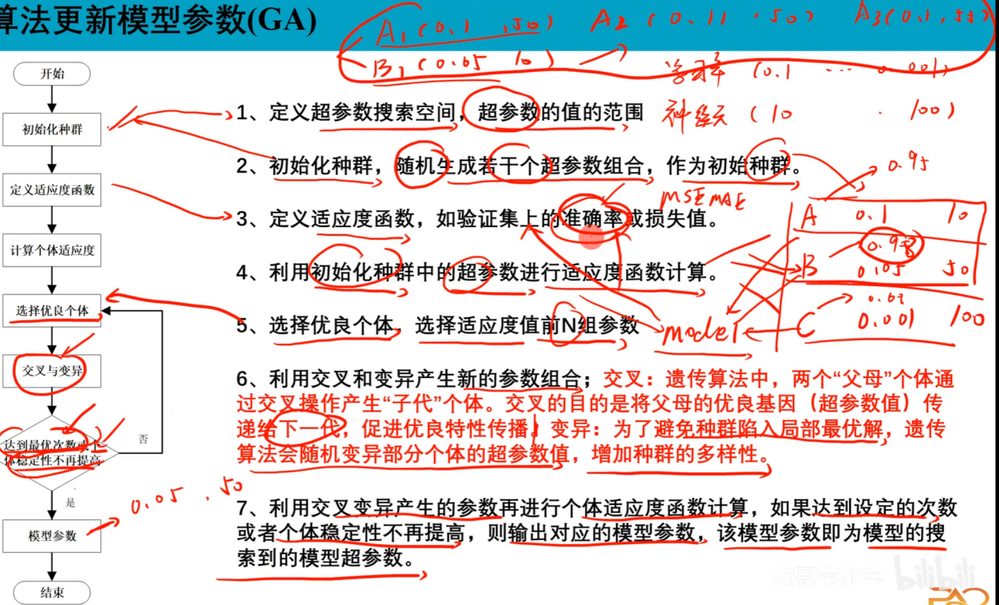 算法更新模型参数(GA)
A1(0.1 , 50) A2(0.11 , 50) A3(0.1, 55)
B1(0.05 10)
学习率 (0.1 ... 0.001)
神经元 (10 . 100)
开始
初始化种群
定义适应度函数
计算个体适应度
选择优良个体
交叉与变异
达到最优次数或个
体稳定性不再提高
否
是
模型参数
结束
0.05 , 50
1、定义超参数搜索空间，超参数的值的范围
2、初始化种群，随机生成若干个超参数组合，作为初始种群。
3、定义适应度函数，如验证集上的准确率或损失值。
4、利用初始化种群中的超参数进行适应度函数计算。
5、选择优良个体，选择适应度值前N组参数
6、利用交叉和变异产生新的参数组合；交叉：遗传算法中，两个“父母”个体通
过交叉操作产生“子代”个体。交叉的目的是将父母的优良基因（超参数值）传
递给下一代，促进优良特性传播。变异：为了避免种群陷入局部最优解，遗传
算法会随机变异部分个体的超参数值，增加种群的多样性。
7、利用交叉变异产生的参数再进行个体适应度函数计算，如果达到设定的次数
或者个体稳定性不再提高，则输出对应的模型参数，该模型参数即为模型的搜
索到的模型超参数。
MSE MAE
0.95
A 0.1 10
0.98
B 0.05 50
C 0.001 100
model
bilibili